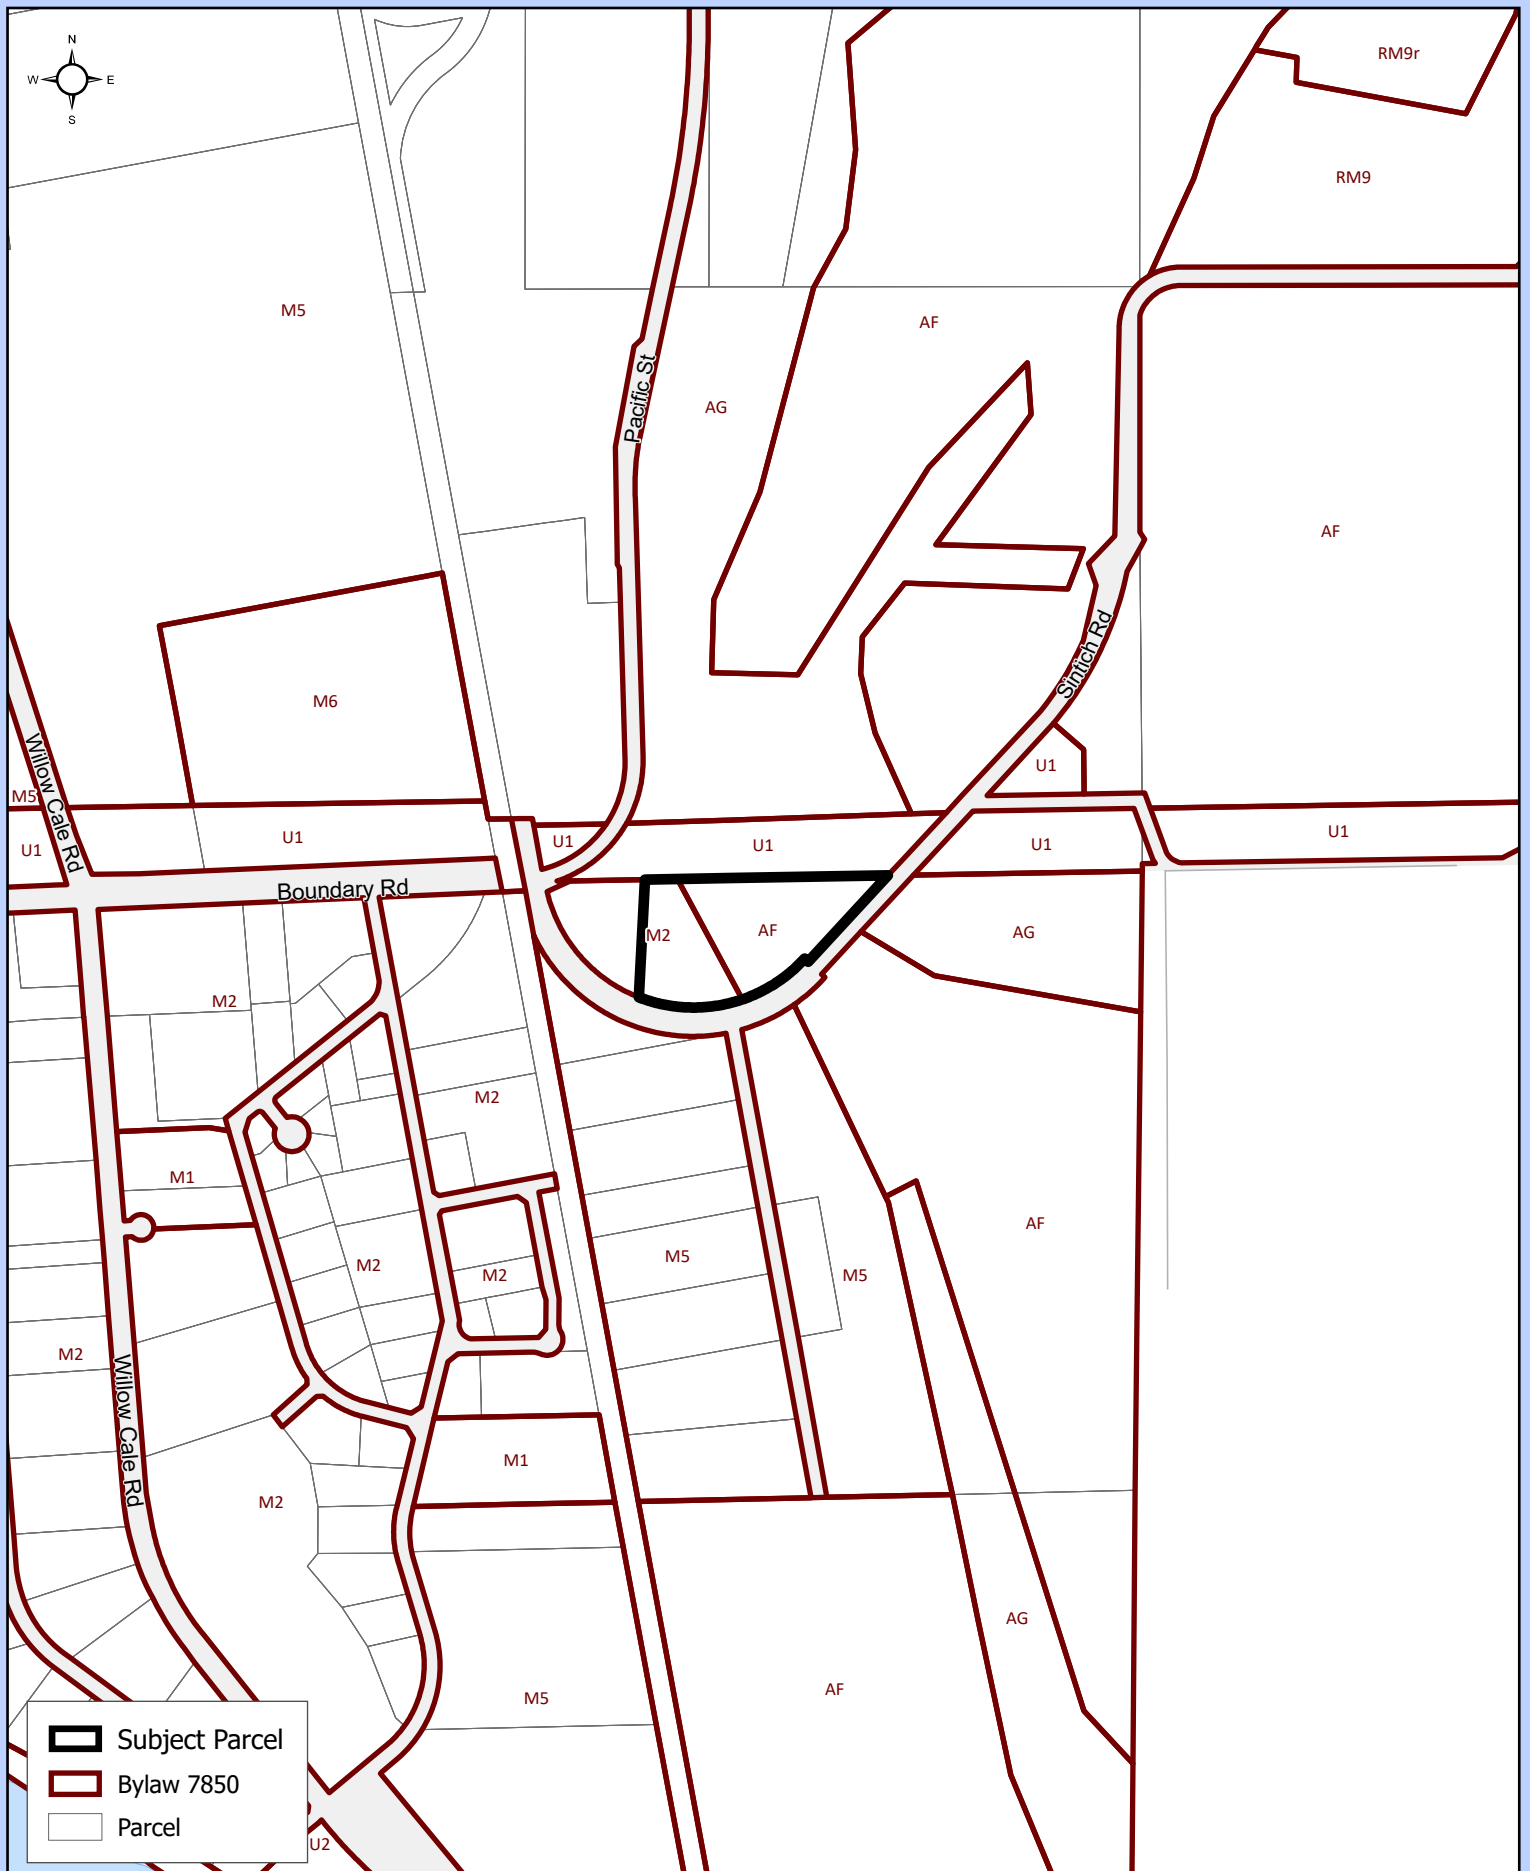 N
W E
S
RM9r
RM9
M5
AF
Pacific St
AG
AF
Sintich Rd
M6
Willow Cale Rd
U1
M5
U1
U1
U1
U1
U1
U1
Boundary Rd
M2
AF
AG
M2
M2
M1
AF
M5
M2
M2
M5
M2
Willow Cale Rd
M1
M2
AG
AF
M5
Subject Parcel
Bylaw 7850
Parcel
U2